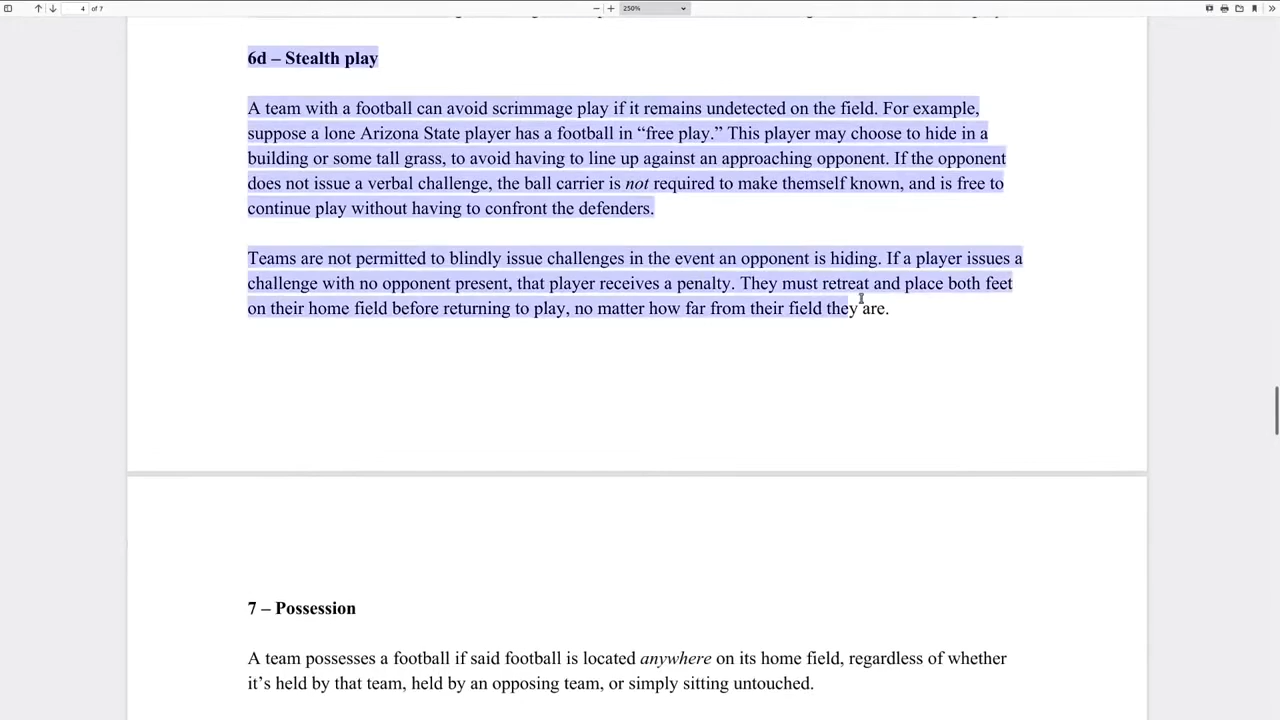 4 of 7
250%
6d – Stealth play
A team with a football can avoid scrimmage play if it remains undetected on the field. For example,
suppose a lone Arizona State player has a football in “free play.” This player may choose to hide in a
building or some tall grass, to avoid having to line up against an approaching opponent. If the opponent
does not issue a verbal challenge, the ball carrier is not required to make themself known, and is free to
continue play without having to confront the defenders.
Teams are not permitted to blindly issue challenges in the event an opponent is hiding. If a player issues a
challenge with no opponent present, that player receives a penalty. They must retreat and place both feet
on their home field before returning to play, no matter how far from their field they are.
7 – Possession
A team possesses a football if said football is located anywhere on its home field, regardless of whether
it’s held by that team, held by an opposing team, or simply sitting untouched.